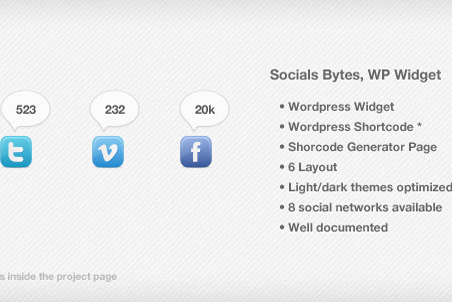 523
232
20k
t
v
f
Socials Bytes, WP Widget
• Wordpress Widget
• Wordpress Shortcode *
• Shorcode Generator Page
• 6 Layout
• Light/dark themes optimized
• 8 social networks available
• Well documented
s inside the project page